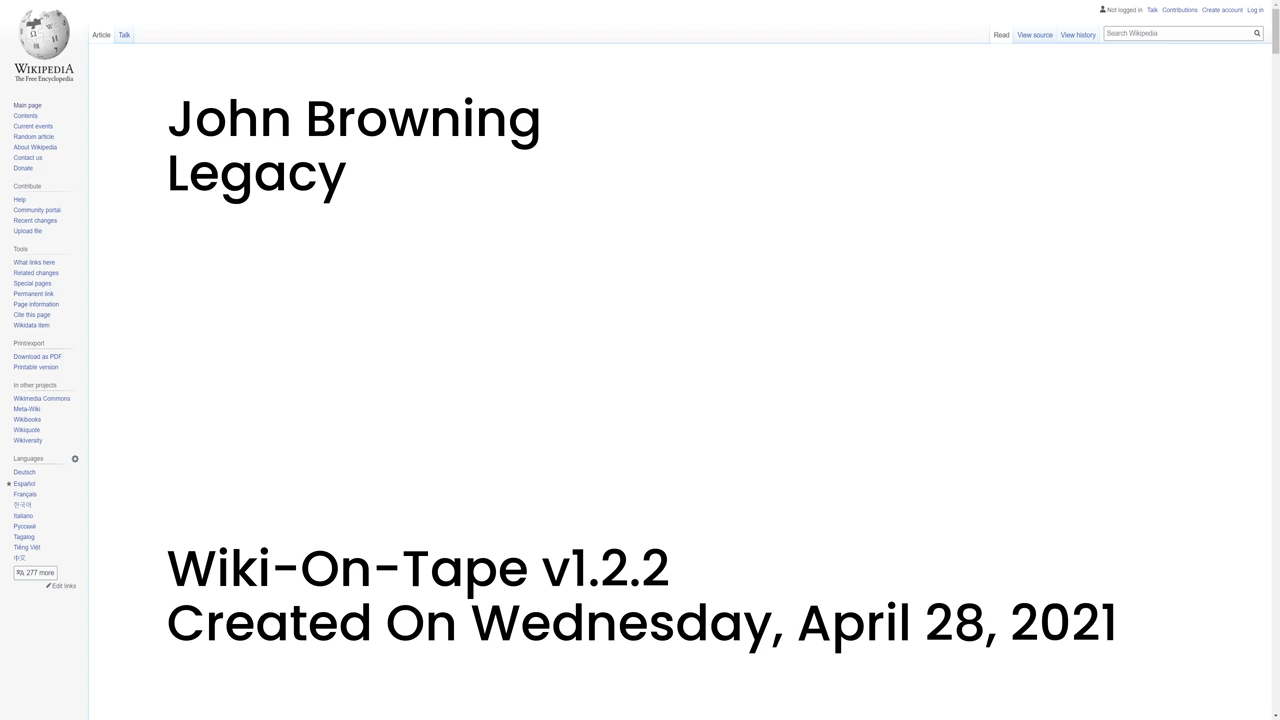 Not logged in Talk Contributions Create account Log in
Article Talk Read View source View history Search Wikipedia
WIKIPEDIA
The Free Encyclopedia
Main page
Contents
Current events
Random article
About Wikipedia
Contact us
Donate
Contribute
Help
Community portal
Recent changes
Upload file
Tools
What links here
Related changes
Special pages
Permanent link
Page information
Cite this page
Wikidata item
Print/export
Download as PDF
Printable version
In other projects
Wikimedia Commons
Meta-Wiki
Wikibooks
Wikiquote
Wikiversity
Languages
Deutsch
Español
Français
한국어
Italiano
Русский
Tagalog
Tiếng Việt
中文
277 more
Edit links
John Browning
Legacy
Wiki-On-Tape v1.2.2
Created On Wednesday, April 28, 2021